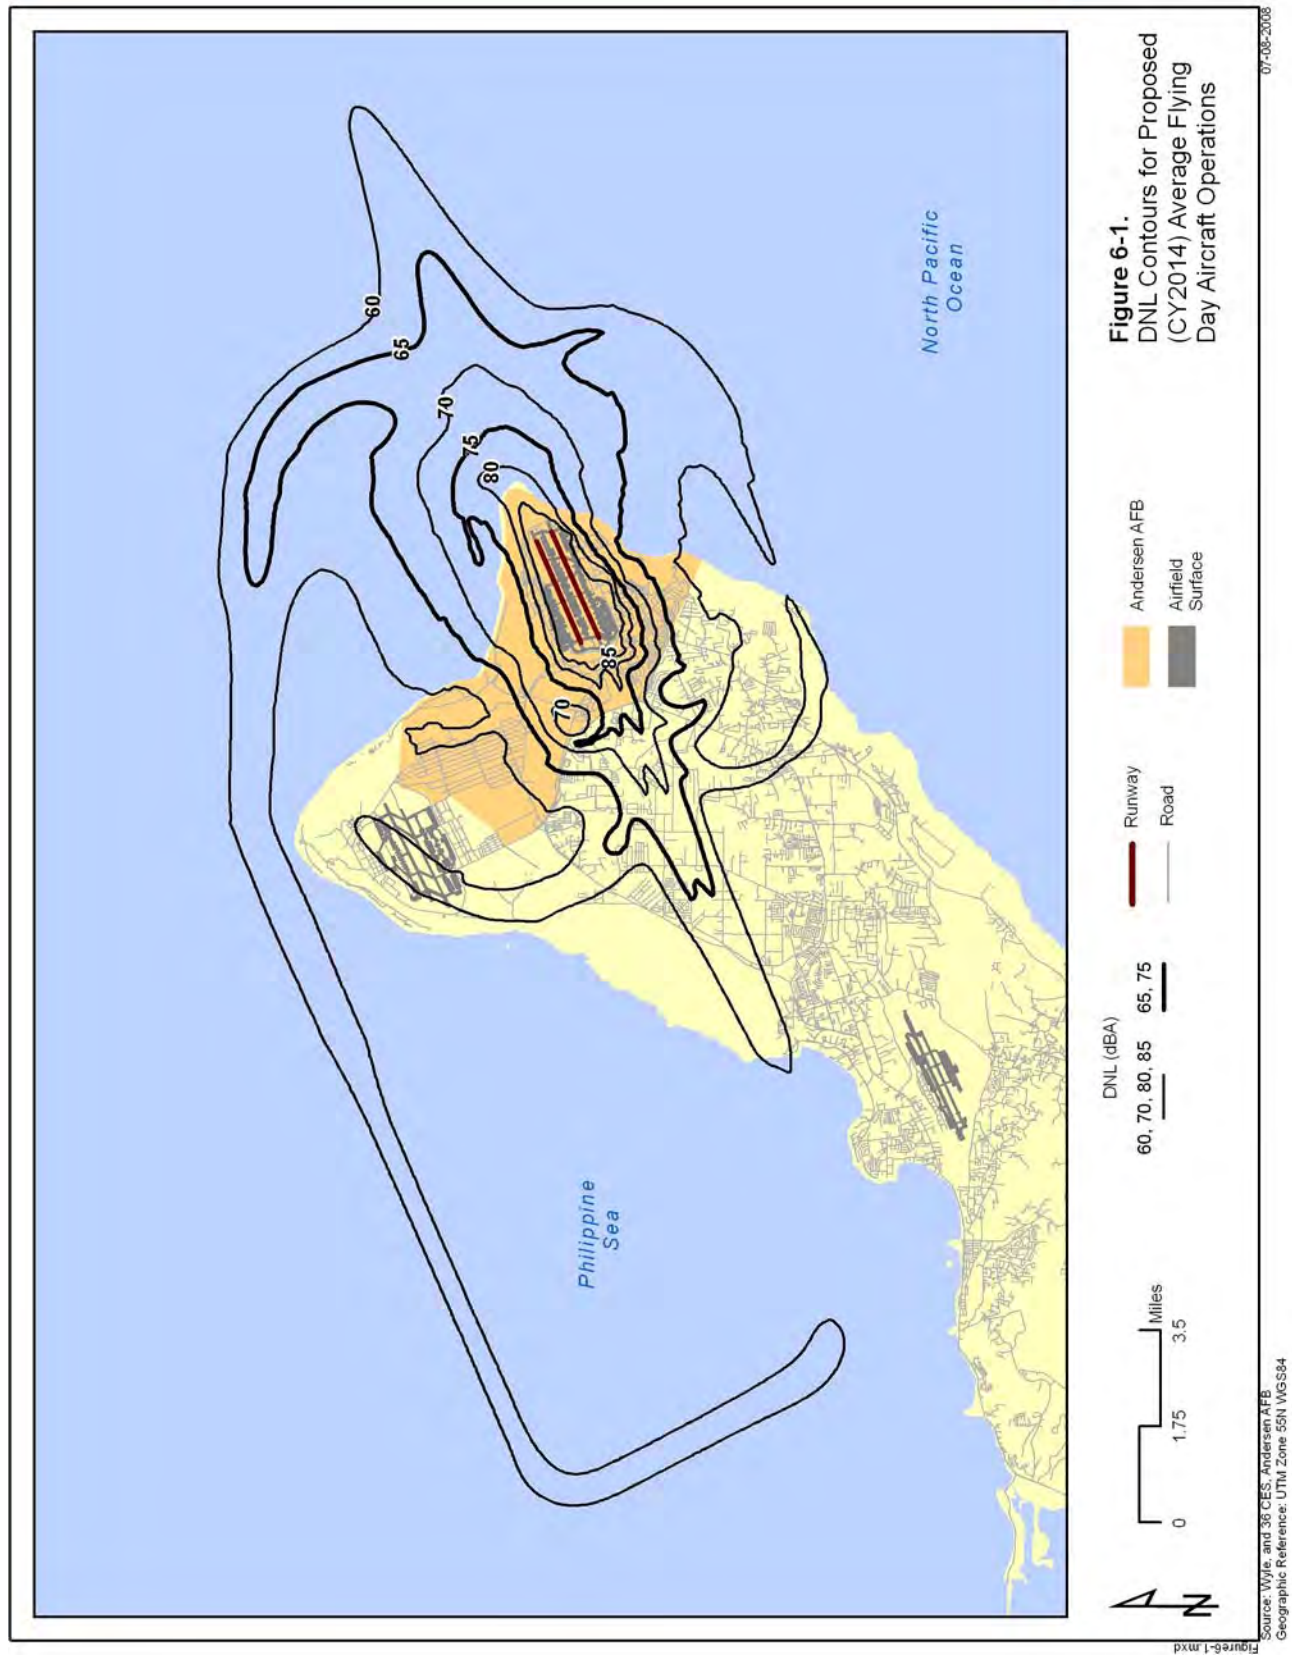 07-08-2008
60
65
70
75
80
85
70
North Pacific
Ocean
Philippine
Sea
Figure 6-1.
DNL Contours for Proposed
(CY2014) Average Flying
Day Aircraft Operations
DNL (dBA)
60, 70, 80, 85
65, 75
Runway
Road
Andersen AFB
Airfield
Surface
0
1.75
3.5
Miles
N
Source: Wyle, and 36 CES, Andersen AFB
Geographic Reference: UTM Zone 55N WGS84
Figure6-1.mxd